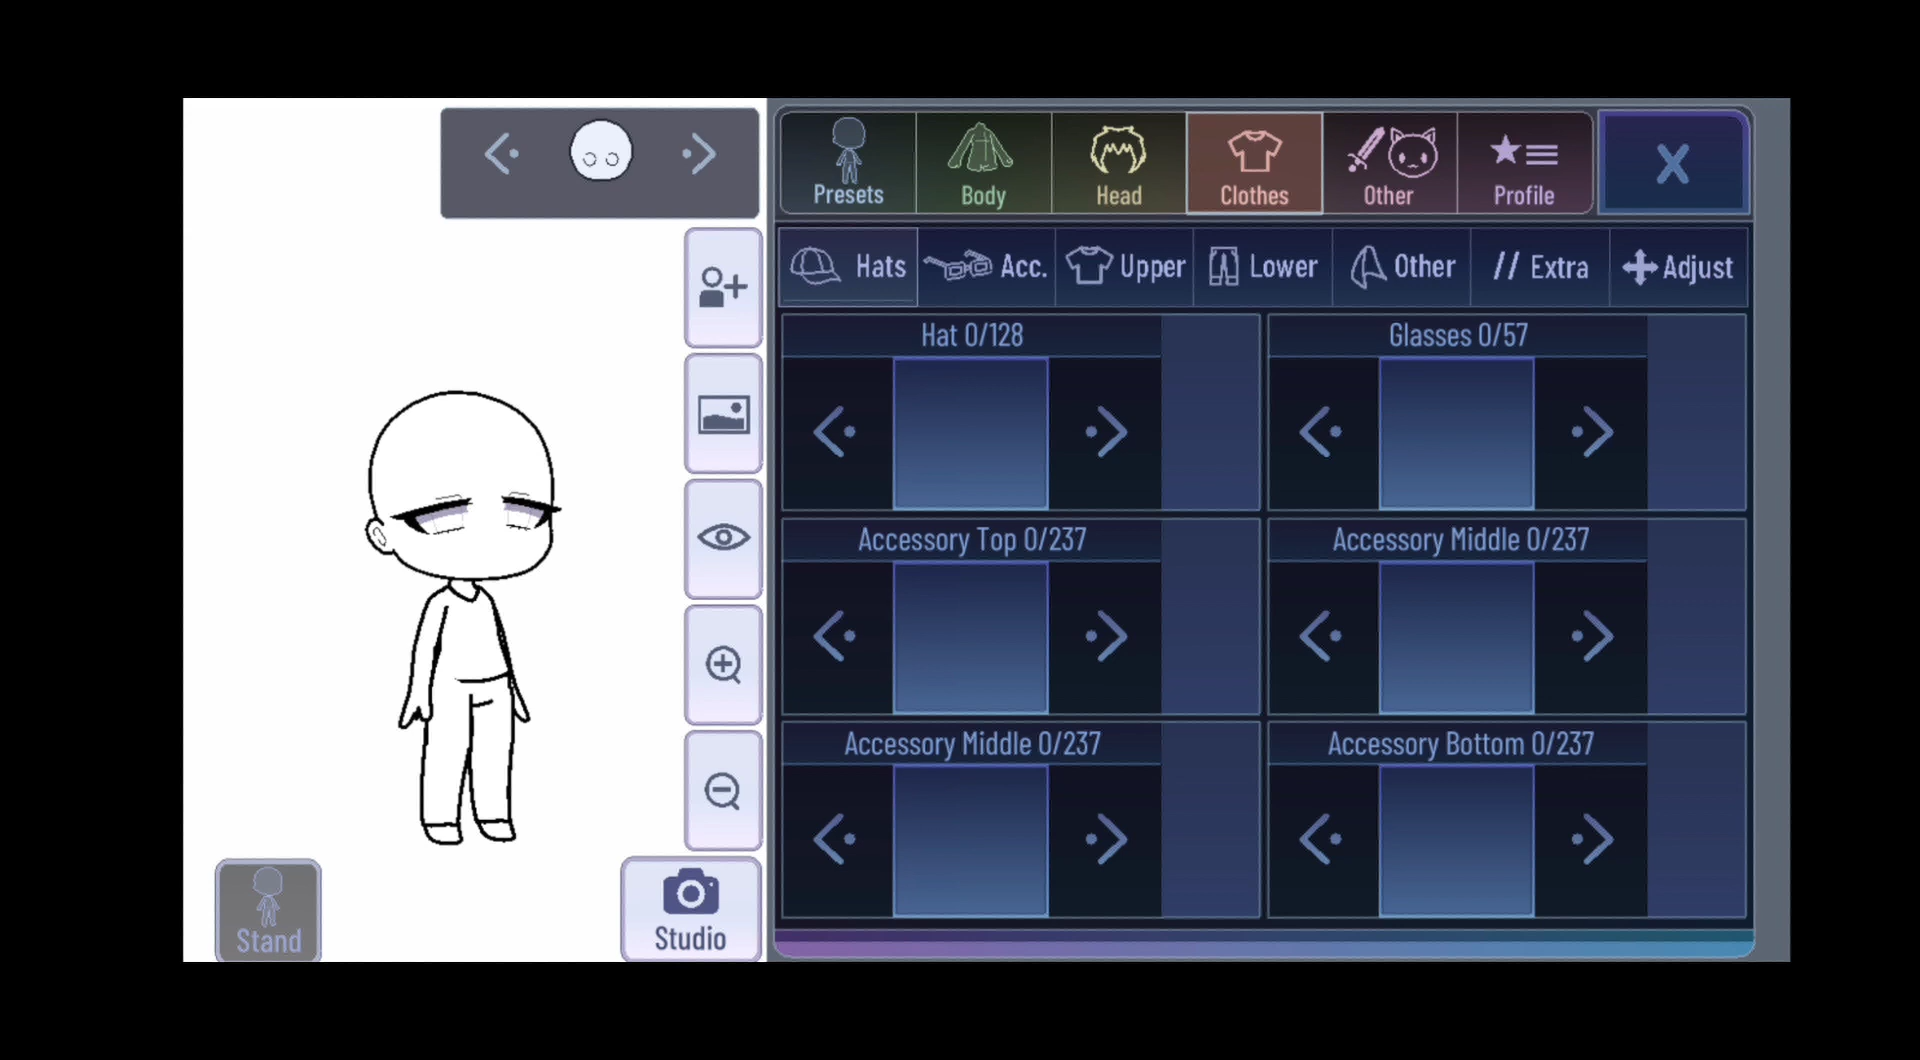 Presets
Body
Head
Clothes
Other
Profile
X
Hats
Acc.
Upper
Lower
Other
// Extra
Adjust
Hat 0/128
Glasses 0/57
Accessory Top 0/237
Accessory Middle 0/237
Accessory Middle 0/237
Accessory Bottom 0/237
Stand
Studio